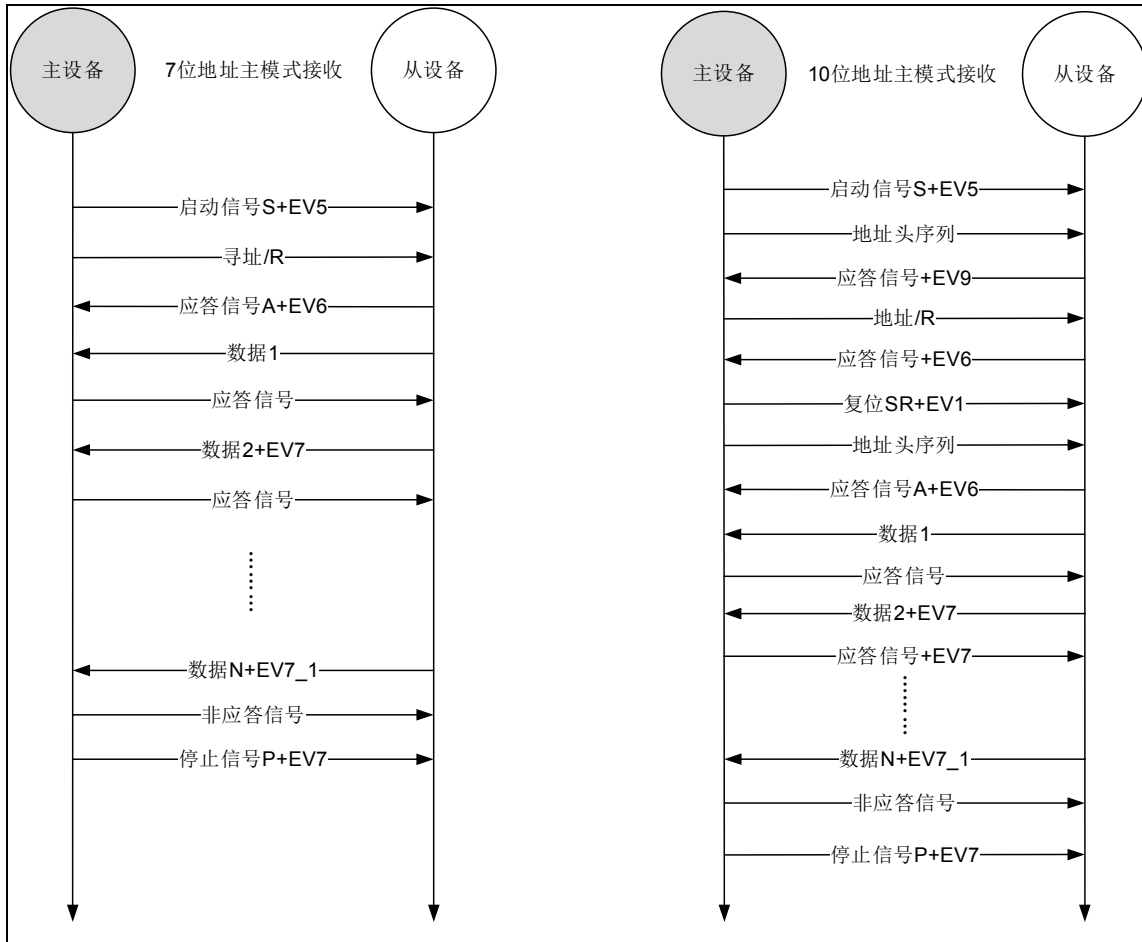 主设备
7位地址主模式接收
从设备
启动信号S+EV5
寻址/R
应答信号A+EV6
数据1
应答信号
数据2+EV7
应答信号
数据N+EV7_1
非应答信号
停止信号P+EV7
主设备
10位地址主模式接收
从设备
启动信号S+EV5
地址头序列
应答信号+EV9
地址/R
应答信号+EV6
复位SR+EV1
地址头序列
应答信号A+EV6
数据1
应答信号
数据2+EV7
应答信号+EV7
数据N+EV7_1
非应答信号
停止信号P+EV7